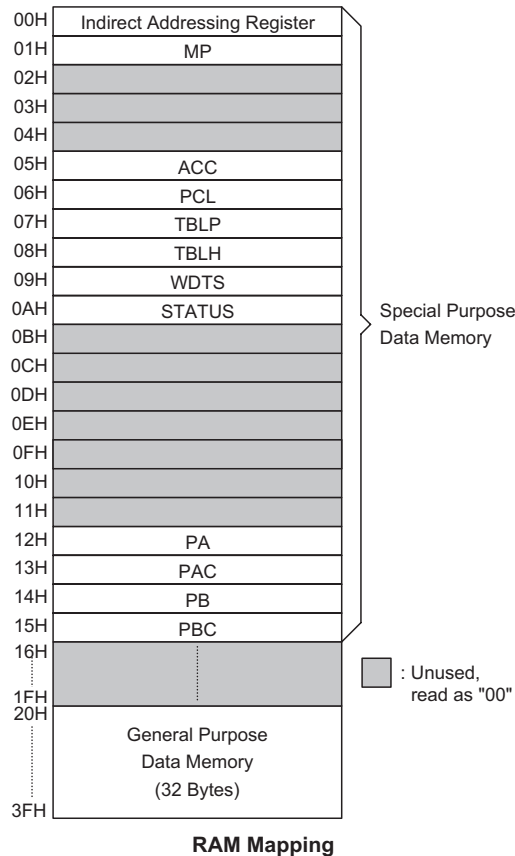 00H Indirect Addressing Register
01H MP
02H
03H
04H
05H ACC
06H PCL
07H TBLP
08H TBLH
09H WDTS
0AH STATUS
0BH
0CH
0DH
0EH
0FH
10H
11H
12H PA
13H PAC
14H PB
15H PBC
16H
1FH
20H
General Purpose
Data Memory
(32 Bytes)
3FH
Special Purpose
Data Memory
: Unused,
read as "00"
RAM Mapping